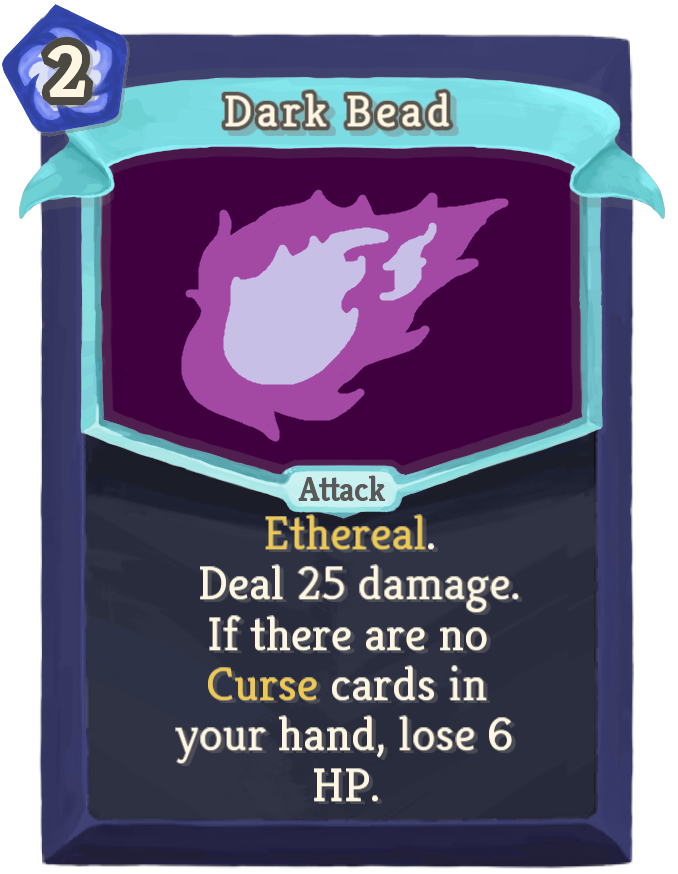 2
Dark Bead
Attack
Ethereal.
Deal 25 damage.
If there are no
Curse cards in
your hand, lose 6
HP.